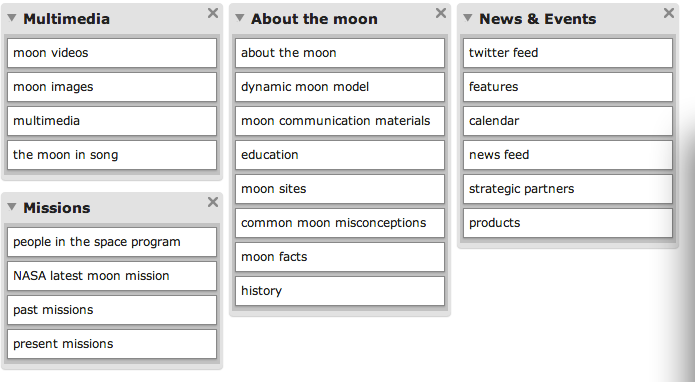 Multimedia
moon videos
moon images
multimedia
the moon in song
Missions
people in the space program
NASA latest moon mission
past missions
present missions
About the moon
about the moon
dynamic moon model
moon communication materials
education
moon sites
common moon misconceptions
moon facts
history
News & Events
twitter feed
features
calendar
news feed
strategic partners
products